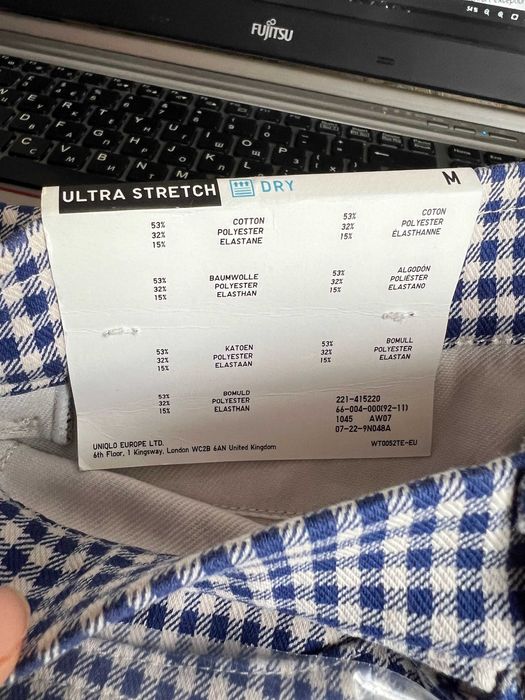 54%
FUJITSU
ULTRA STRETCH DRY M
53% COTTON
32% POLYESTER
15% ELASTANE
53% COTON
32% POLYESTER
15% ÉLASTHANNE
53% BAUMWOLLE
32% POLYESTER
15% ELASTHAN
53% ALGODÓN
32% POLIÉSTER
15% ELASTANO
53% KATOEN
32% POLYESTER
15% ELASTAAN
53% BOMULL
32% POLYESTER
15% ELASTAN
53% BOMULD
32% POLYESTER
15% ELASTHAN
221-415220
66-004-000(92-11)
1045 AW07
07-22-9N048A
UNIQLO EUROPE LTD.
6th Floor, 1 Kingsway, London WC2B 6AN United Kingdom
WT0052TE-EU